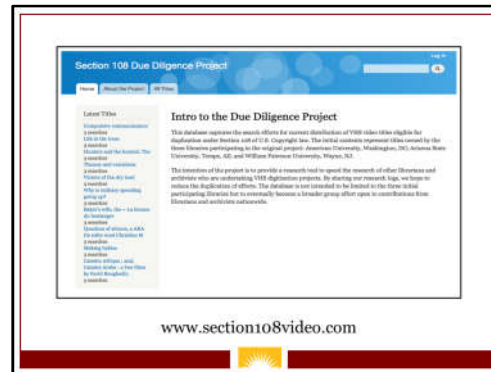 Log in
Section 108 Due Diligence Project
Home
About the Project
All Titles
Latest Titles
Intro to the Due Diligence Project
This database captures the search efforts for current distribution of VHS video titles eligible for
duplication under Section 108 of U.S. Copyright law. The initial contents represent titles owned by the
three libraries participating in the original project: American University, Washington, DC; Arizona State
University, Tempe, AZ; and William Paterson University, Wayne, NJ.
The intention of the project is to provide a research tool to speed the research of other librarians and
archivists who are undertaking VHS digitization projects. By sharing our research logs, we hope to
reduce the duplication of efforts. The database is not intended to be limited to the three initial
participating libraries but to eventually become a broader group effort open to contributions from
librarians and archivists nationwide.
www.section108video.com